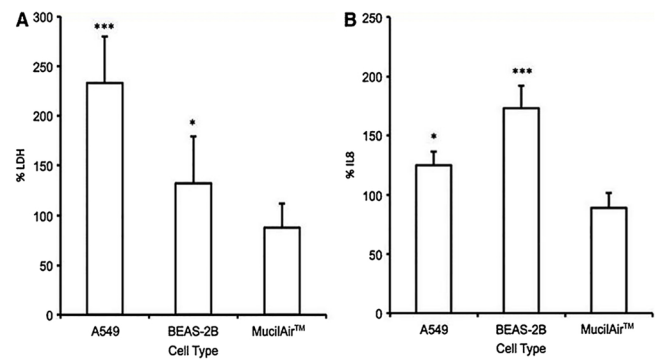 A
300
250
200
150
100
50
0
% LDH
***
*
A549 BEAS-2B MucilAir™
Cell Type
B
250
200
150
100
50
0
% IL8
*
***
A549 BEAS-2B MucilAir™
Cell Type